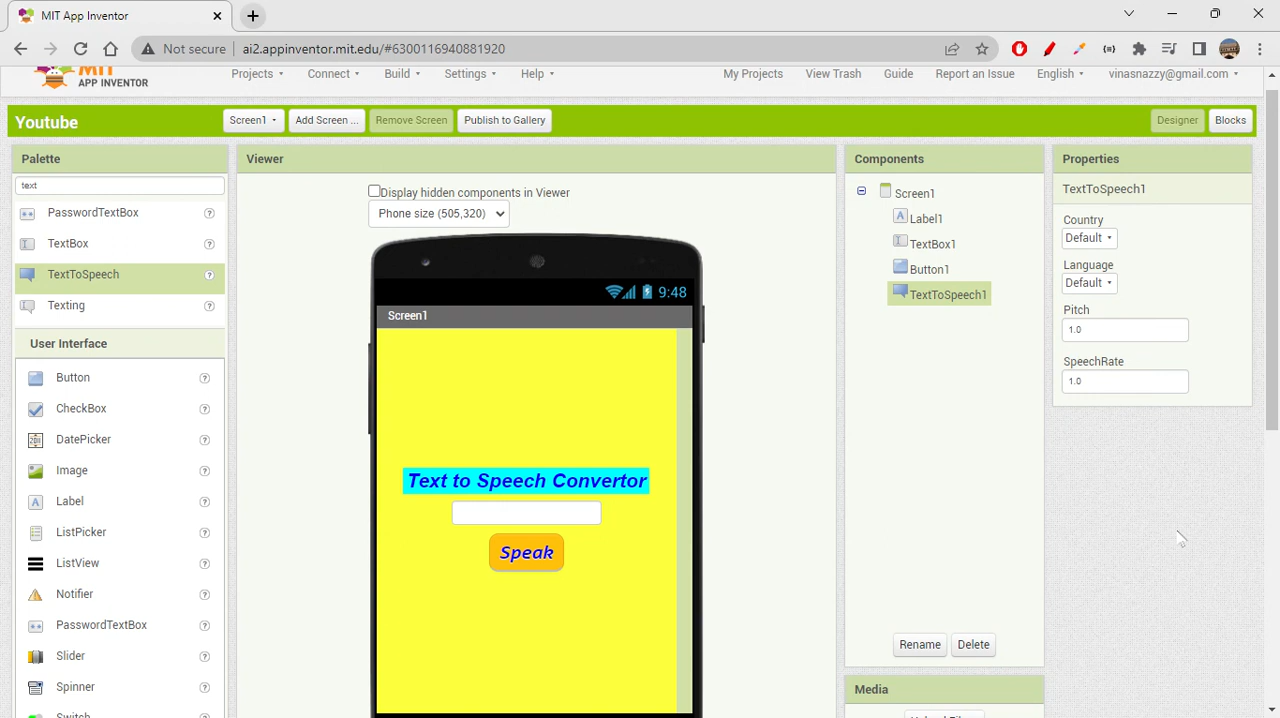 MIT App Inventor
Not secure
ai2.appinventor.mit.edu/#6300116940881920
MIT
APP INVENTOR
Projects
Connect
Build
Settings
Help
My Projects
View Trash
Guide
Report an Issue
English
vinasnazzy@gmail.com
Youtube
Screen1
Add Screen ...
Remove Screen
Publish to Gallery
Designer
Blocks
Palette
text
PasswordTextBox
TextBox
TextToSpeech
Texting
User Interface
Button
CheckBox
DatePicker
Image
Label
ListPicker
ListView
Notifier
PasswordTextBox
Slider
Spinner
Switch
Viewer
Display hidden components in Viewer
Phone size (505,320)
9:48
Screen1
Text to Speech Convertor
Speak
Components
Screen1
Label1
TextBox1
Button1
TextToSpeech1
Rename
Delete
Media
Properties
TextToSpeech1
Country
Default
Language
Default
Pitch
1.0
SpeechRate
1.0